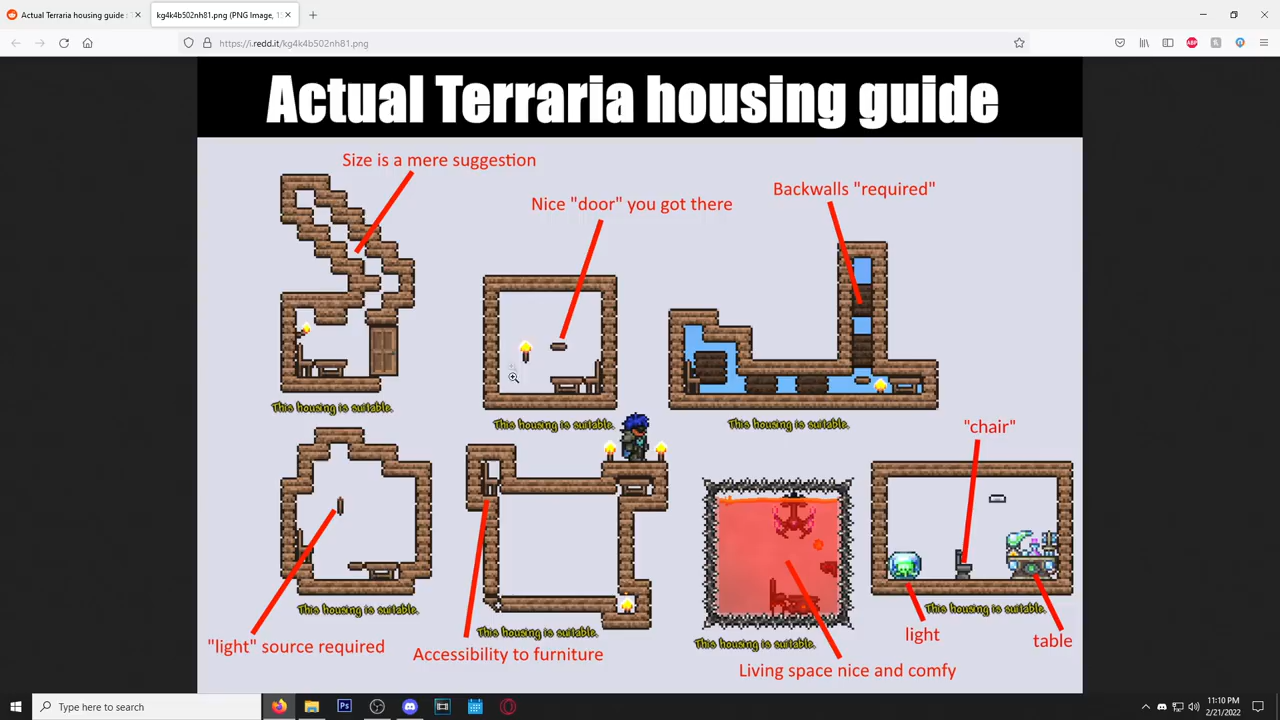 Actual Terraria housing guide :
kg4k4b502nh81.png (PNG Image, 1
https://i.redd.it/kg4k4b502nh81.png
ABP
Actual Terraria housing guide
Size is a mere suggestion
Nice "door" you got there
Backwalls "required"
This housing is suitable.
This housing is suitable.
This housing is suitable.
"chair"
This housing is suitable.
This housing is suitable.
This housing is suitable.
This housing is suitable.
"light" source required
Accessibility to furniture
Living space nice and comfy
light
table
Type here to search
Ps
11:10 PM
2/21/2022